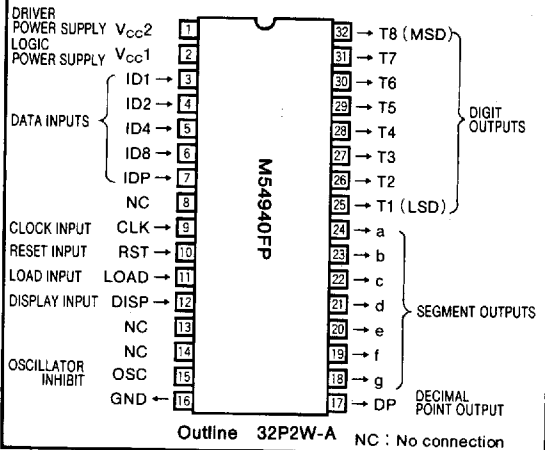 DRIVER
POWER SUPPLY VCC2 1
LOGIC
POWER SUPPLY VCC1 2
DATA INPUTS
ID1 → 3
ID2 → 4
ID4 → 5
ID8 → 6
IDP → 7
NC 8
CLOCK INPUT CLK → 9
RESET INPUT RST → 10
LOAD INPUT LOAD → 11
DISPLAY INPUT DISP → 12
NC 13
NC 14
OSCILLATOR
INHIBIT OSC 15
GND ← 16
M54940FP
32 → T8 (MSD)
31 → T7
30 → T6
29 → T5
28 → T4
27 → T3
26 → T2
25 → T1 (LSD)
DIGIT
OUTPUTS
24 → a
23 → b
22 → c
21 → d
20 → e
19 → f
18 → g
SEGMENT OUTPUTS
17 → DP
DECIMAL
POINT OUTPUT
Outline 32P2W-A
NC : No connection